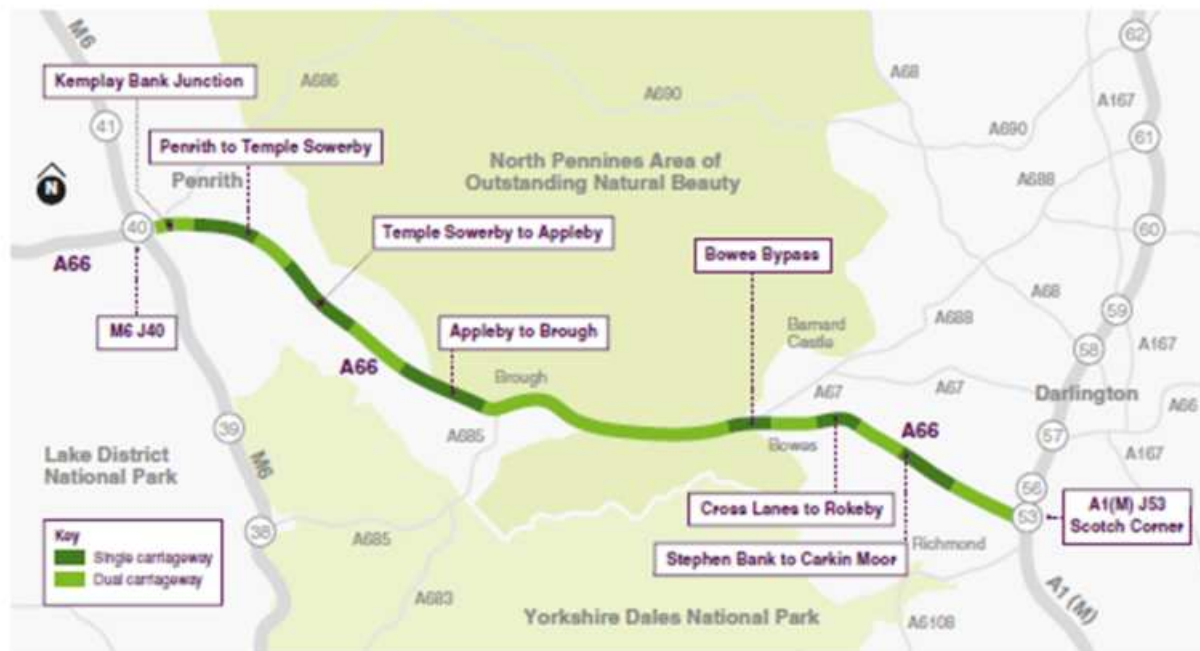 M6
Kemplay Bank Junction
A686
A68
62
A690
A167
41
Penrith to Temple Sowerby
A690
61
N
Penrith
North Pennines Area of
Outstanding Natural Beauty
A688
40
Temple Sowerby to Appleby
60
A66
Bowes Bypass
M6 J40
Appleby to Brough
Barnard
Castle
A68
A688
59
58
A167
A66
Brough
A67
A67
Darlington
A66
39
A685
Bowes
A66
57
A167
Lake District
National Park
M6
Cross Lanes to Rokeby
56
53
A1(M) J53
Scotch Corner
38
A685
Stephen Bank to Carkin Moor
Richmond
Key
Single carriageway
Dual carriageway
A683
Yorkshire Dales National Park
A6108
A1 (M)